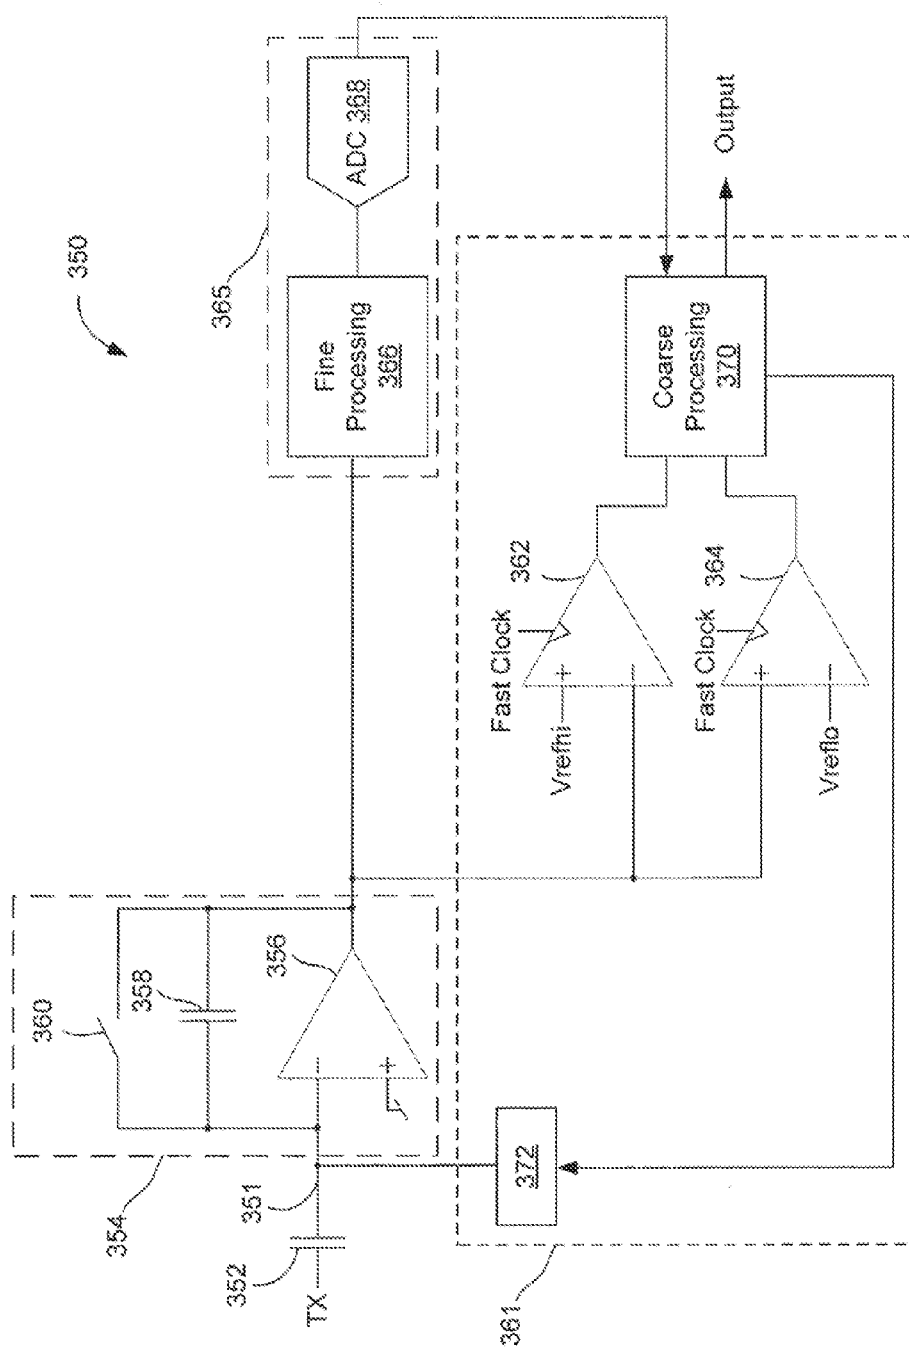 350
354
360
358
356
TX
352
351
365
Fine
Processing
366
ADC 368
361
372
Fast Clock
362
Vrefhi
+
−
Fast Clock
364
Vreflo
+
−
Coarse
Processing
370
Output
−
+